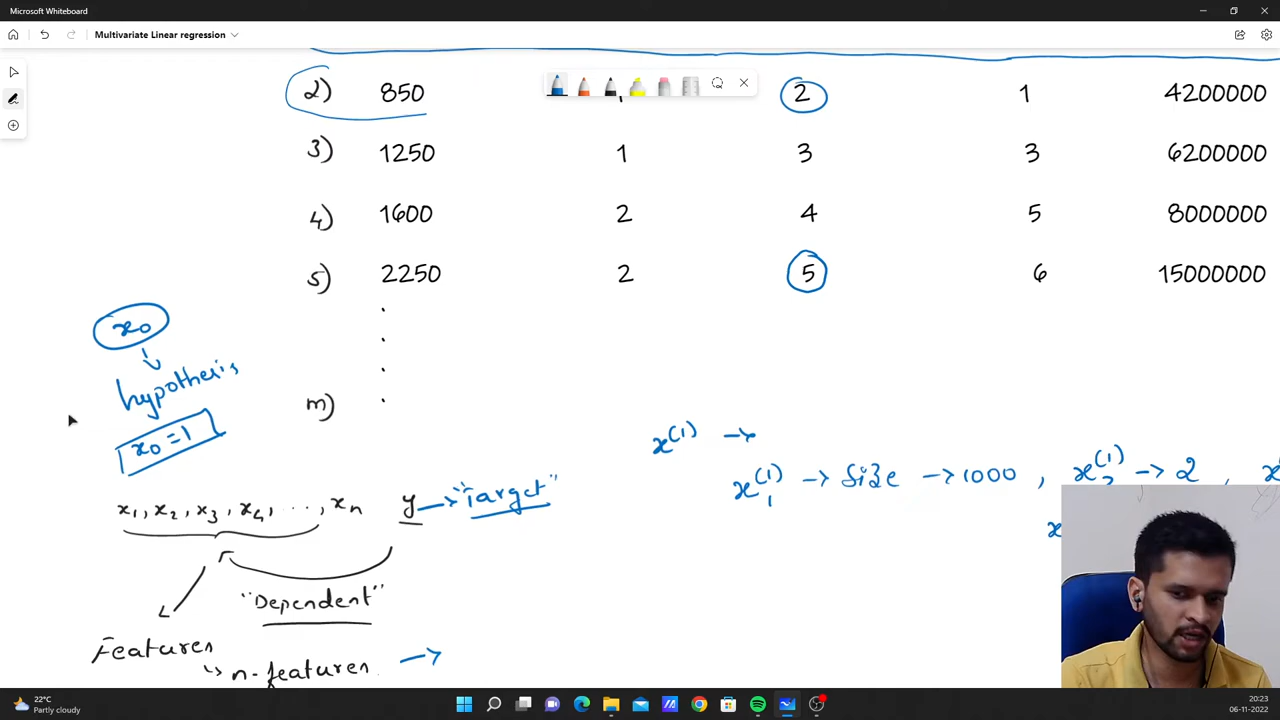 Microsoft Whiteboard
Multivariate Linear regression
2) 850 2 1 4200000
3) 1250 1 3 3 6200000
4) 1600 2 4 5 8000000
5) 2250 2 5 6 15000000
x0
hypothesis
x0 = 1
m)
x(1) →
x1(1) → Size → 1000 , x2(1) → 2 ,
x1, x2, x3, x4, ..., xn y → "Target"
"Dependent"
Features
↳ n-features →
22°C
Partly cloudy
20:23
06-11-2022